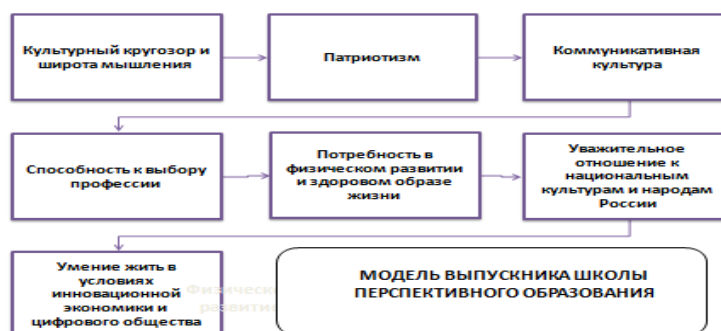 Культурный кругозор и
широта мышления
Патриотизм
Коммуникативная
культура
Способность к выбору
профессии
Потребность в
физическом развитии
и здоровом образе
жизни
Уважительное
отношение к
национальным
культурам и народам
России
Умение жить в
условиях
инновационной
экономики и
цифрового общества
МОДЕЛЬ ВЫПУСКНИКА ШКОЛЫ
ПЕРСПЕКТИВНОГО ОБРАЗОВАНИЯ